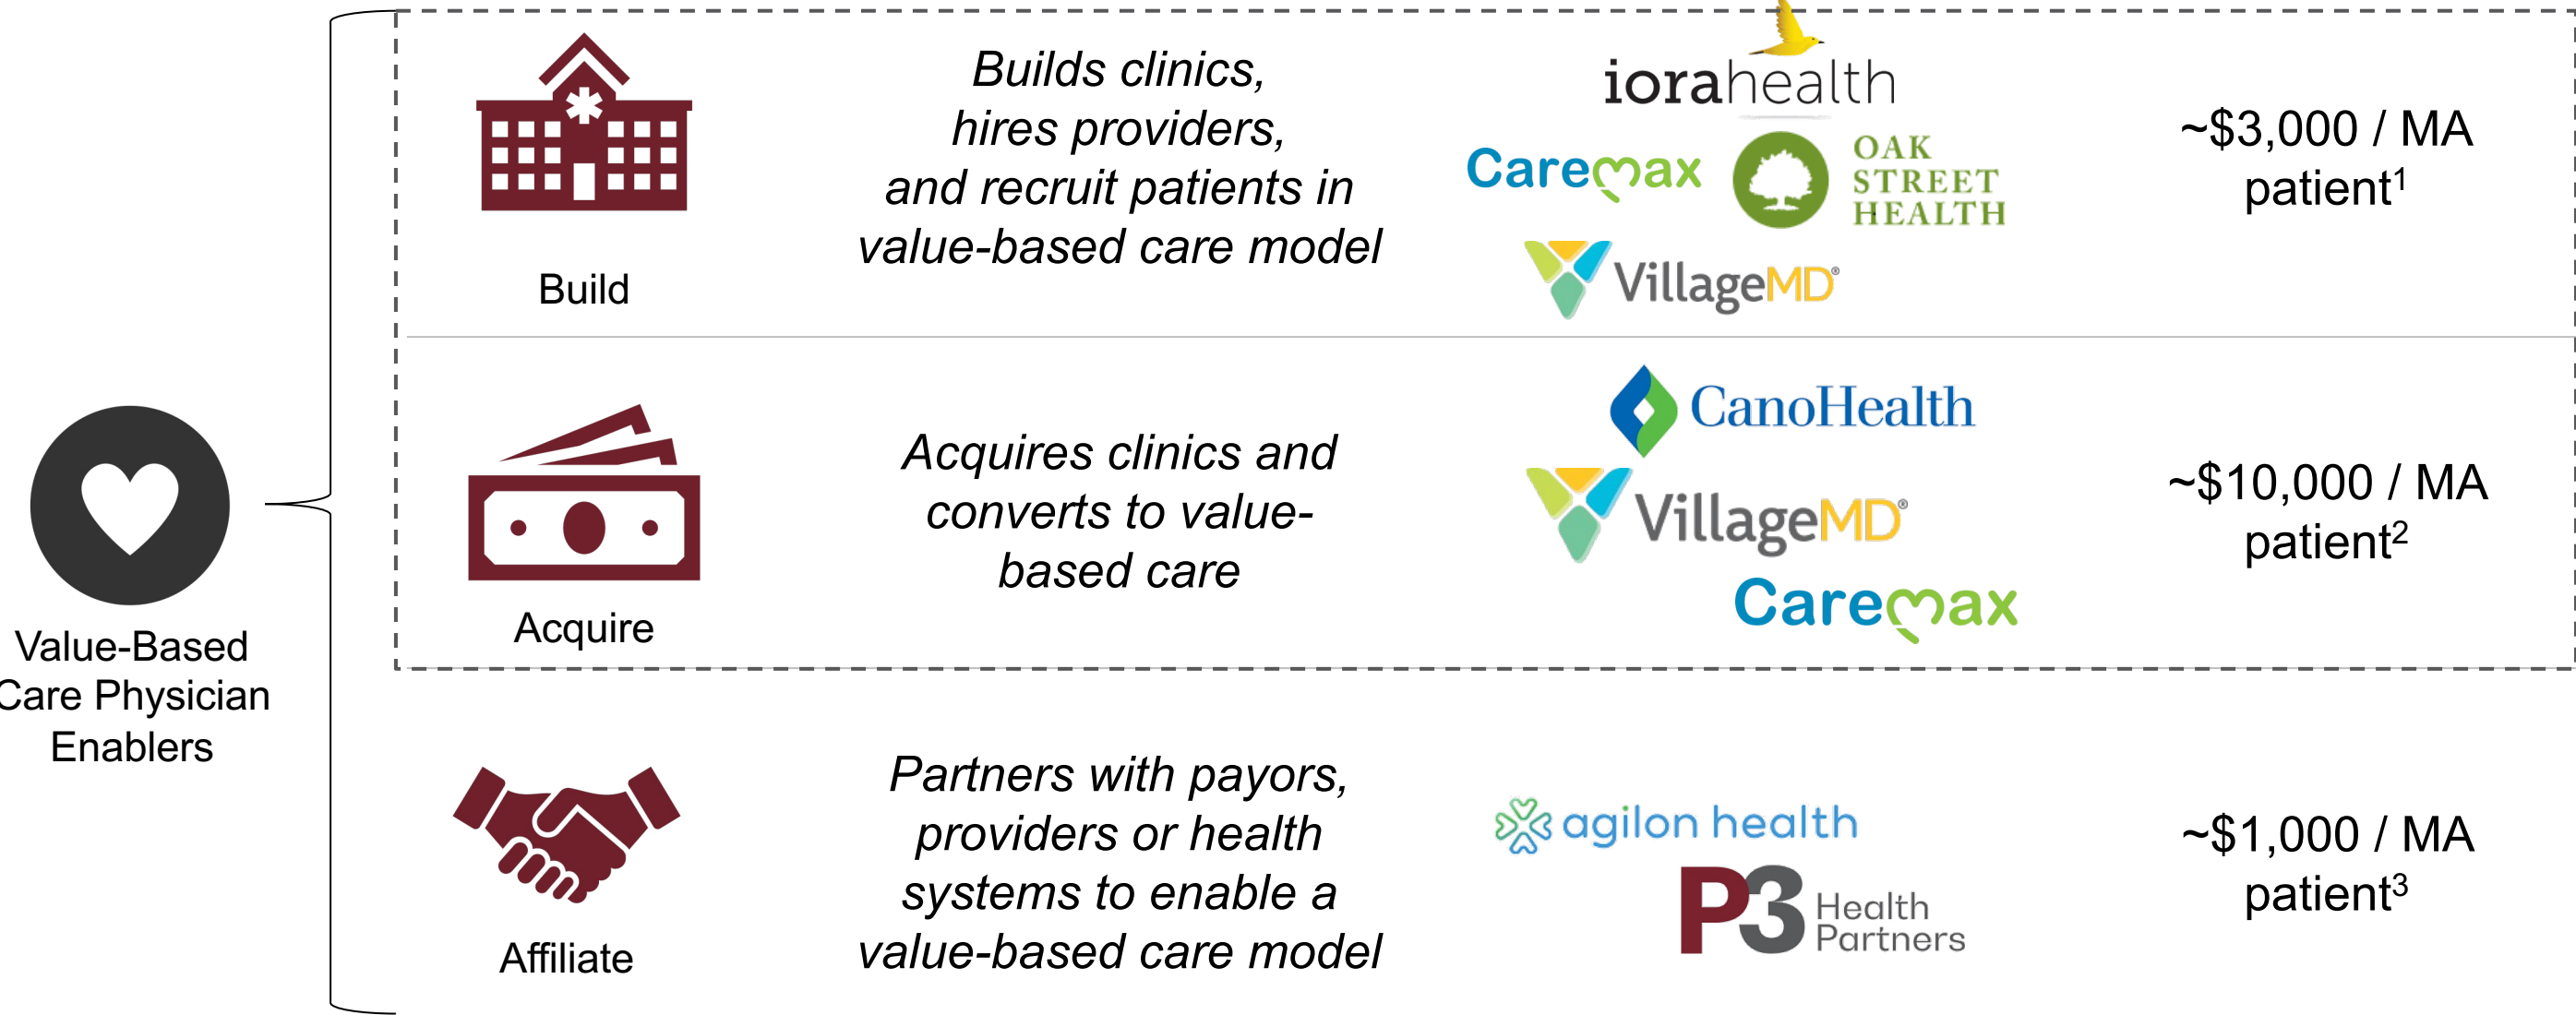 Value-Based
Care Physician
Enablers
Build
Builds clinics,
hires providers,
and recruit patients in
value-based care model
iorahealth
Caremax
OAK
STREET
HEALTH
VillageMD®
~$3,000 / MA
patient¹
Acquire
Acquires clinics and
converts to value-
based care
CanoHealth
VillageMD®
Caremax
~$10,000 / MA
patient²
Affiliate
Partners with payors,
providers or health
systems to enable a
value-based care model
agilon health
P3 Health
Partners
~$1,000 / MA
patient³